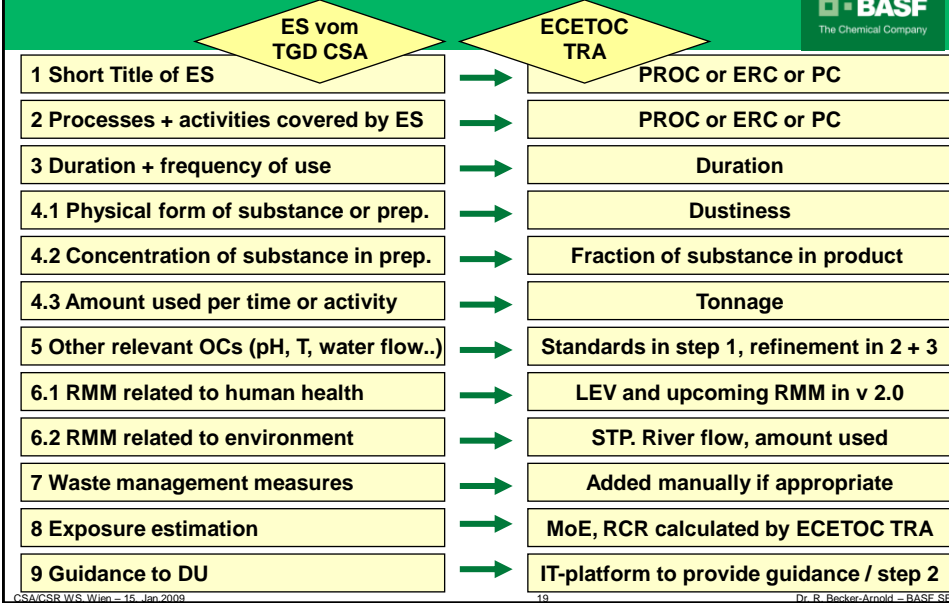 ES vom
TGD CSA
ECETOC
TRA
BASF
The Chemical Company
1 Short Title of ES
PROC or ERC or PC
2 Processes + activities covered by ES
PROC or ERC or PC
3 Duration + frequency of use
Duration
4.1 Physical form of substance or prep.
Dustiness
4.2 Concentration of substance in prep.
Fraction of substance in product
4.3 Amount used per time or activity
Tonnage
5 Other relevant OCs (pH, T, water flow..)
Standards in step 1, refinement in 2 + 3
6.1 RMM related to human health
LEV and upcoming RMM in v 2.0
6.2 RMM related to environment
STP. River flow, amount used
7 Waste management measures
Added manually if appropriate
8 Exposure estimation
MoE, RCR calculated by ECETOC TRA
9 Guidance to DU
IT-platform to provide guidance / step 2
CSA/CSR WS, Wien – 15. Jan.2009
19
Dr. R. Becker-Arnold – BASF SE